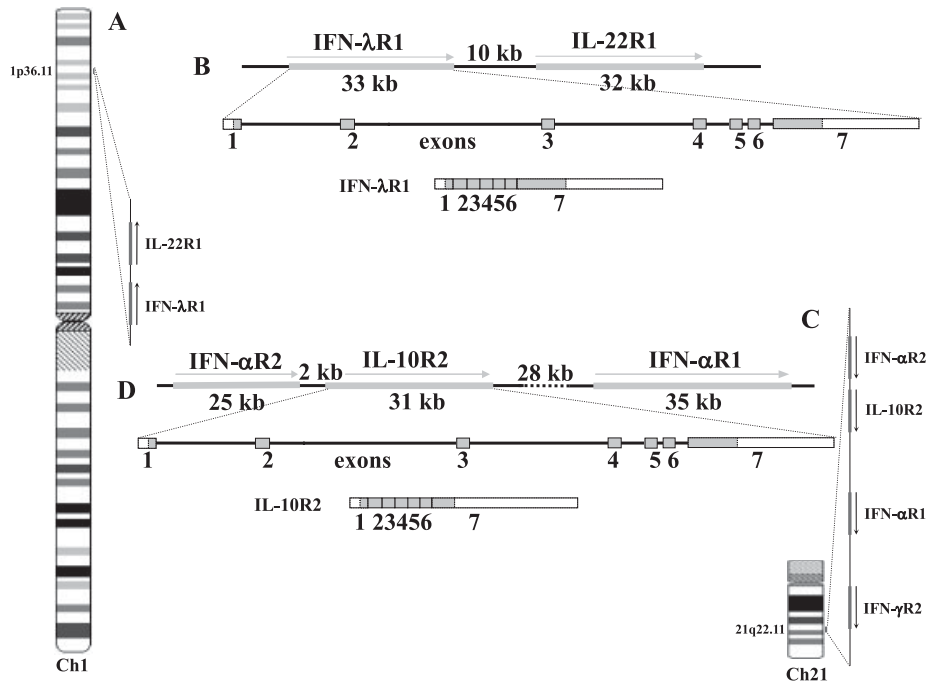 A
1p36.11
IL-22R1
IFN-λR1
Ch1
B
IFN-λR1 10 kb IL-22R1
33 kb 32 kb
1 2 exons 3 4 5 6 7
IFN-λR1
1 23456 7
C
IFN-αR2
IL-10R2
IFN-αR1
IFN-γR2
21q22.11
Ch21
D
IFN-αR2 2 kb IL-10R2 28 kb IFN-αR1
25 kb 31 kb 35 kb
1 2 exons 3 4 5 6 7
IL-10R2
1 23456 7